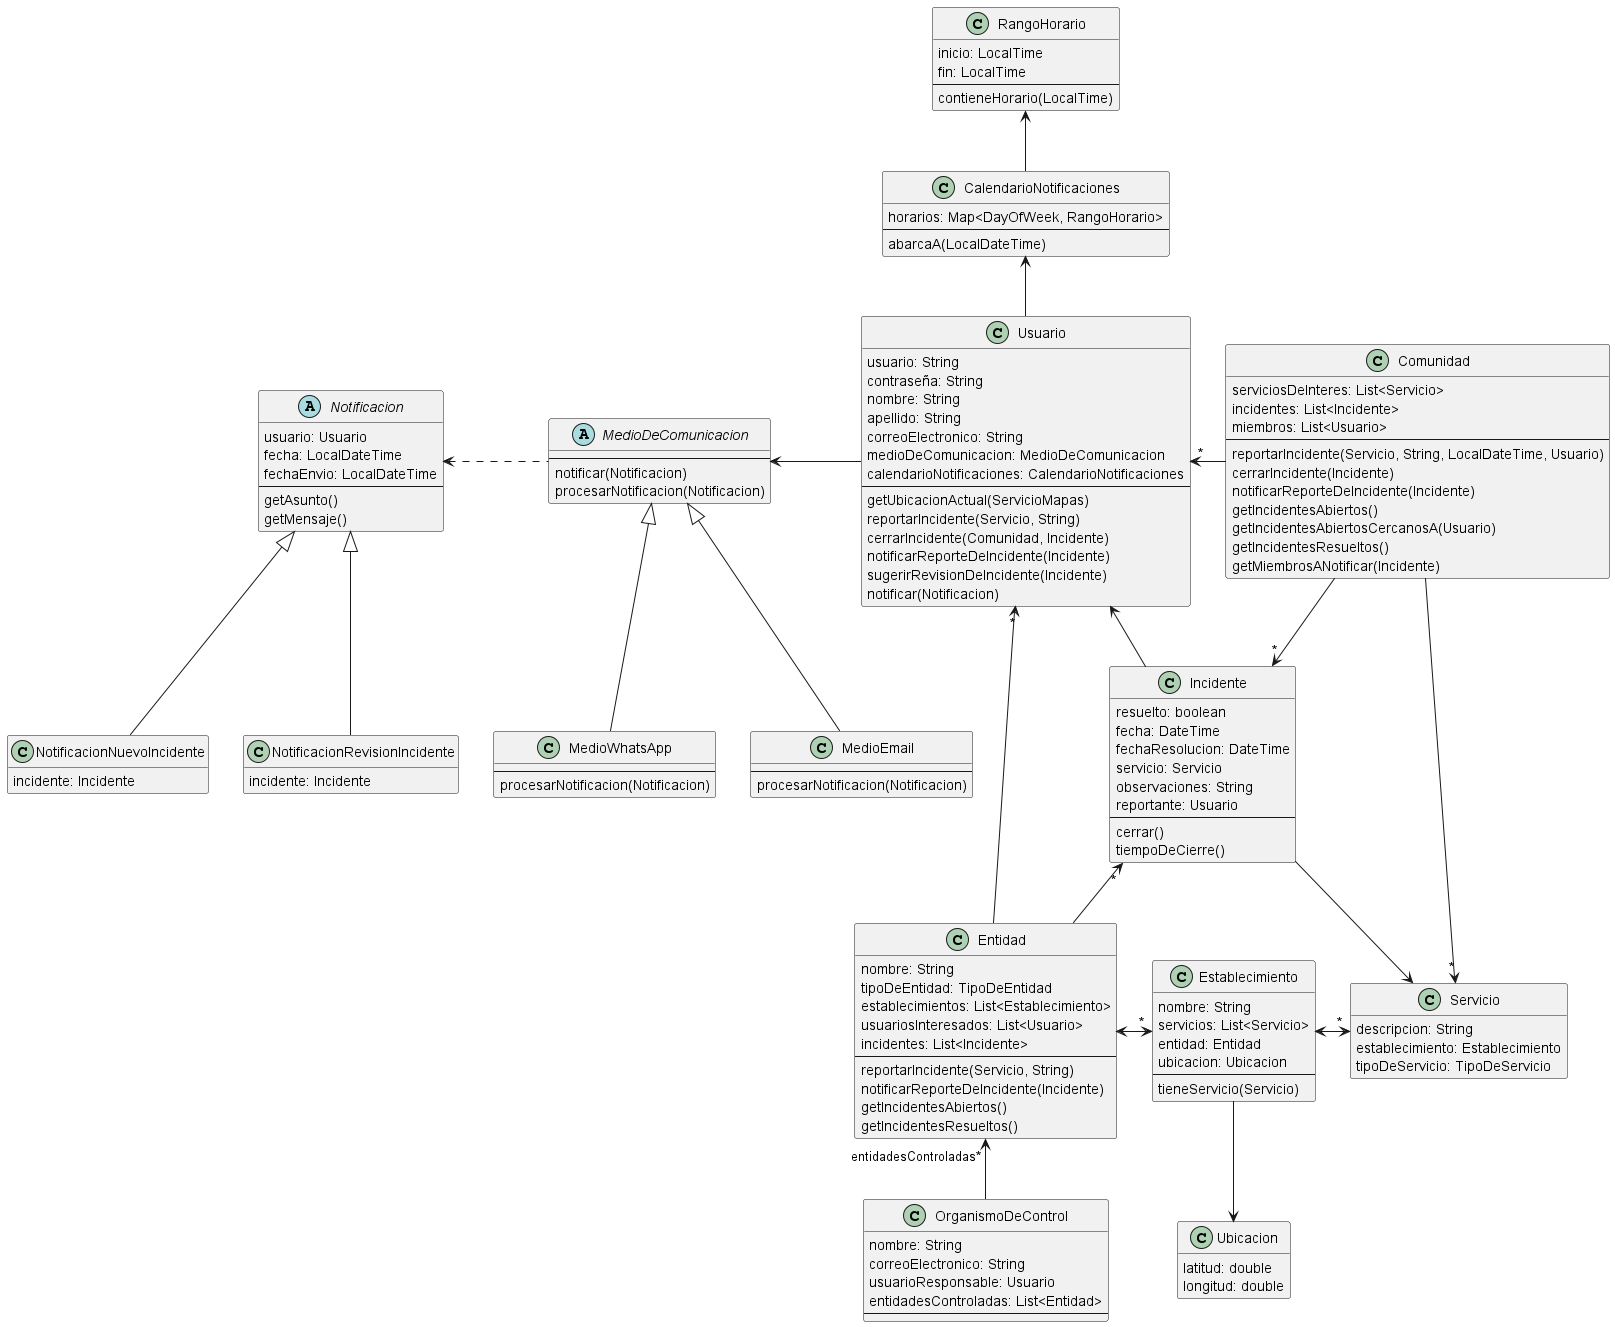 C RangoHorario
inicio: LocalTime
fin: LocalTime
contieneHorario(LocalTime)
C CalendarioNotificaciones
horarios: Map<DayOfWeek, RangoHorario>
abarcaA(LocalDateTime)
C Usuario
usuario: String
contraseña: String
nombre: String
apellido: String
correoElectronico: String
medioDeComunicacion: MedioDeComunicacion
calendarioNotificaciones: CalendarioNotificaciones
getUbicacionActual(ServicioMapas)
reportarIncidente(Servicio, String)
cerrarIncidente(Comunidad, Incidente)
notificarReporteDeIncidente(Incidente)
sugerirRevisionDeIncidente(Incidente)
notificar(Notificacion)
*
*
C Comunidad
serviciosDeInteres: List<Servicio>
incidentes: List<Incidente>
miembros: List<Usuario>
reportarIncidente(Servicio, String, LocalDateTime, Usuario)
cerrarIncidente(Incidente)
notificarReporteDeIncidente(Incidente)
getIncidentesAbiertos()
getIncidentesAbiertosCercanosA(Usuario)
getIncidentesResueltos()
getMiembrosANotificar(Incidente)
A Notificacion
usuario: Usuario
fecha: LocalDateTime
fechaEnvio: LocalDateTime
getAsunto()
getMensaje()
A MedioDeComunicacion
notificar(Notificacion)
procesarNotificacion(Notificacion)
C NotificacionNuevoIncidente
incidente: Incidente
C NotificacionRevisionIncidente
incidente: Incidente
C MedioWhatsApp
procesarNotificacion(Notificacion)
C MedioEmail
procesarNotificacion(Notificacion)
*
C Incidente
resuelto: boolean
fecha: DateTime
fechaResolucion: DateTime
servicio: Servicio
observaciones: String
reportante: Usuario
cerrar()
tiempoDeCierre()
*
C Entidad
nombre: String
tipoDeEntidad: TipoDeEntidad
establecimientos: List<Establecimiento>
usuariosInteresados: List<Usuario>
incidentes: List<Incidente>
reportarIncidente(Servicio, String)
notificarReporteDeIncidente(Incidente)
getIncidentesAbiertos()
getIncidentesResueltos()
*
C Establecimiento
nombre: String
servicios: List<Servicio>
entidad: Entidad
ubicacion: Ubicacion
tieneServicio(Servicio)
*
*
C Servicio
descripcion: String
establecimiento: Establecimiento
tipoDeServicio: TipoDeServicio
entidadesControladas*
C OrganismoDeControl
nombre: String
correoElectronico: String
usuarioResponsable: Usuario
entidadesControladas: List<Entidad>
C Ubicacion
latitud: double
longitud: double